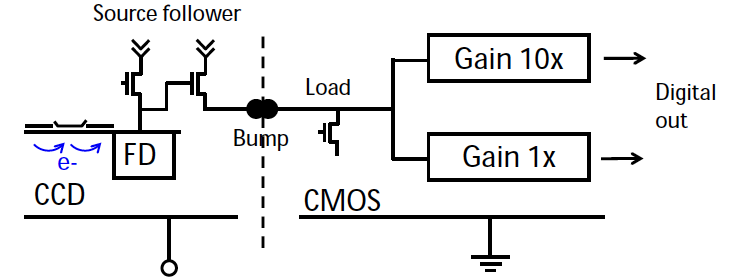 Source follower
Gain 10x
Load
Digital
out
Bump
FD
e-
Gain 1x
CCD
CMOS